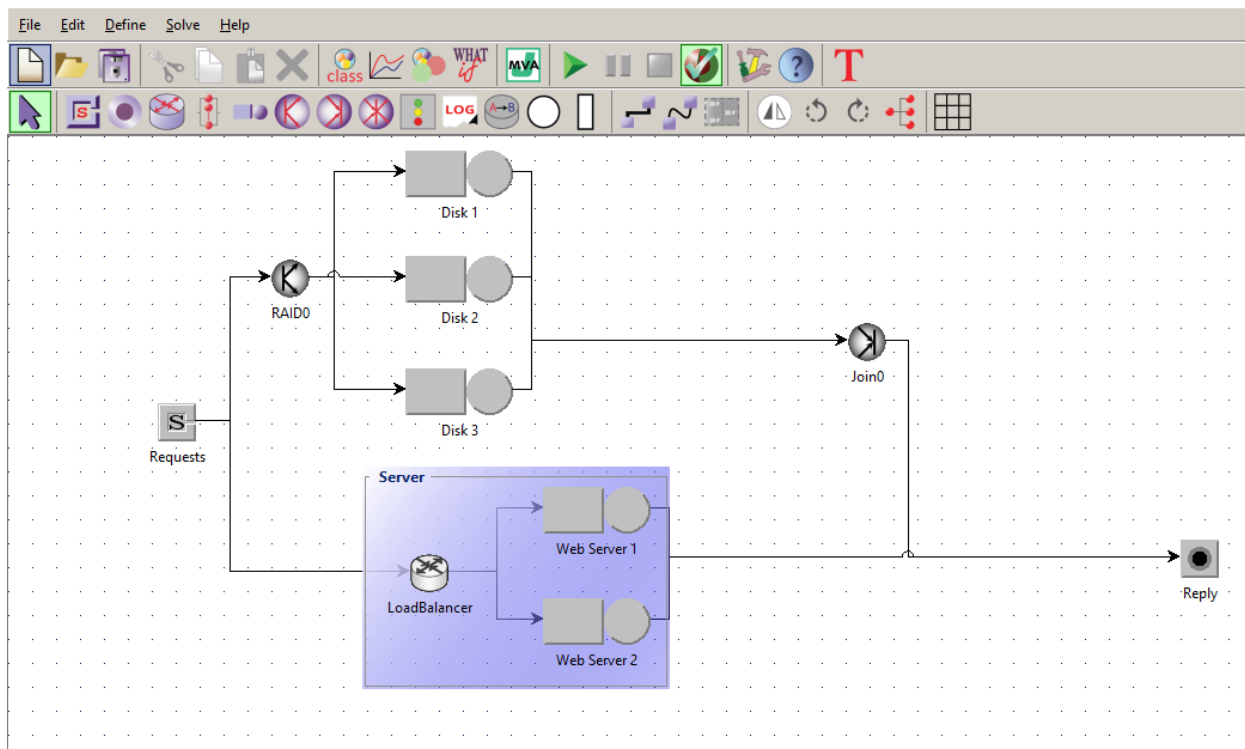 File Edit Define Solve Help
class WHAT if MVA ? T
S LOG A→B
Disk 1
RAID0
Disk 2
Join0
Disk 3
S
Requests
Server
Web Server 1
LoadBalancer
Reply
Web Server 2